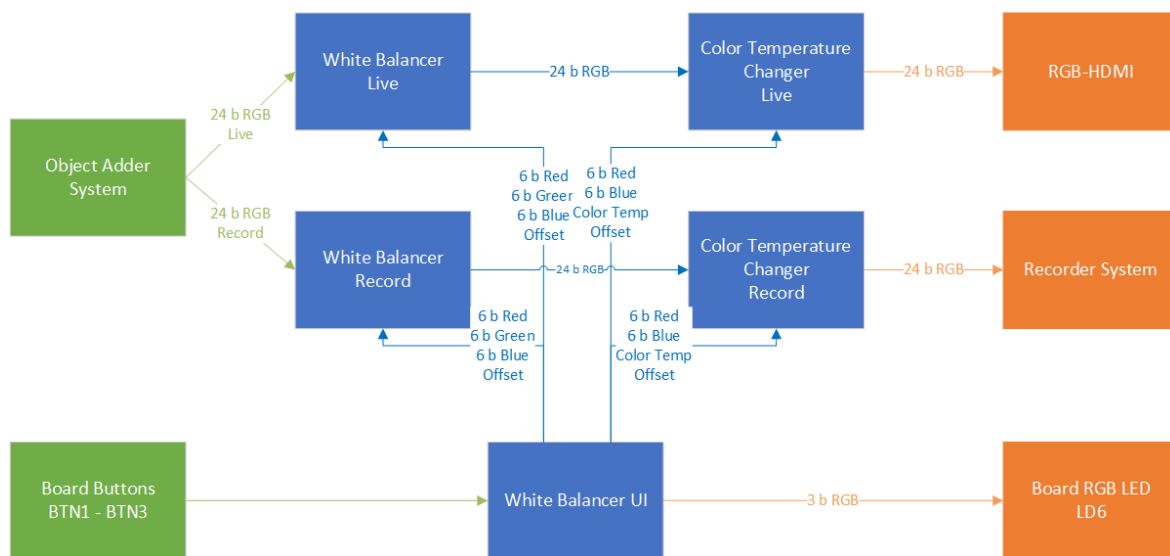 White Balancer
Live
24 b RGB
Color Temperature
Changer
Live
24 b RGB
RGB-HDMI
24 b RGB
Live
Object Adder
System
6 b Red
6 b Green
6 b Blue
Offset
6 b Red
6 b Blue
Color Temp
Offset
24 b RGB
Record
White Balancer
Record
24 b RGB
Color Temperature
Changer
Record
24 b RGB
Recorder System
6 b Red
6 b Green
6 b Blue
Offset
6 b Red
6 b Blue
Color Temp
Offset
Board Buttons
BTN1 - BTN3
White Balancer UI
3 b RGB
Board RGB LED
LD6